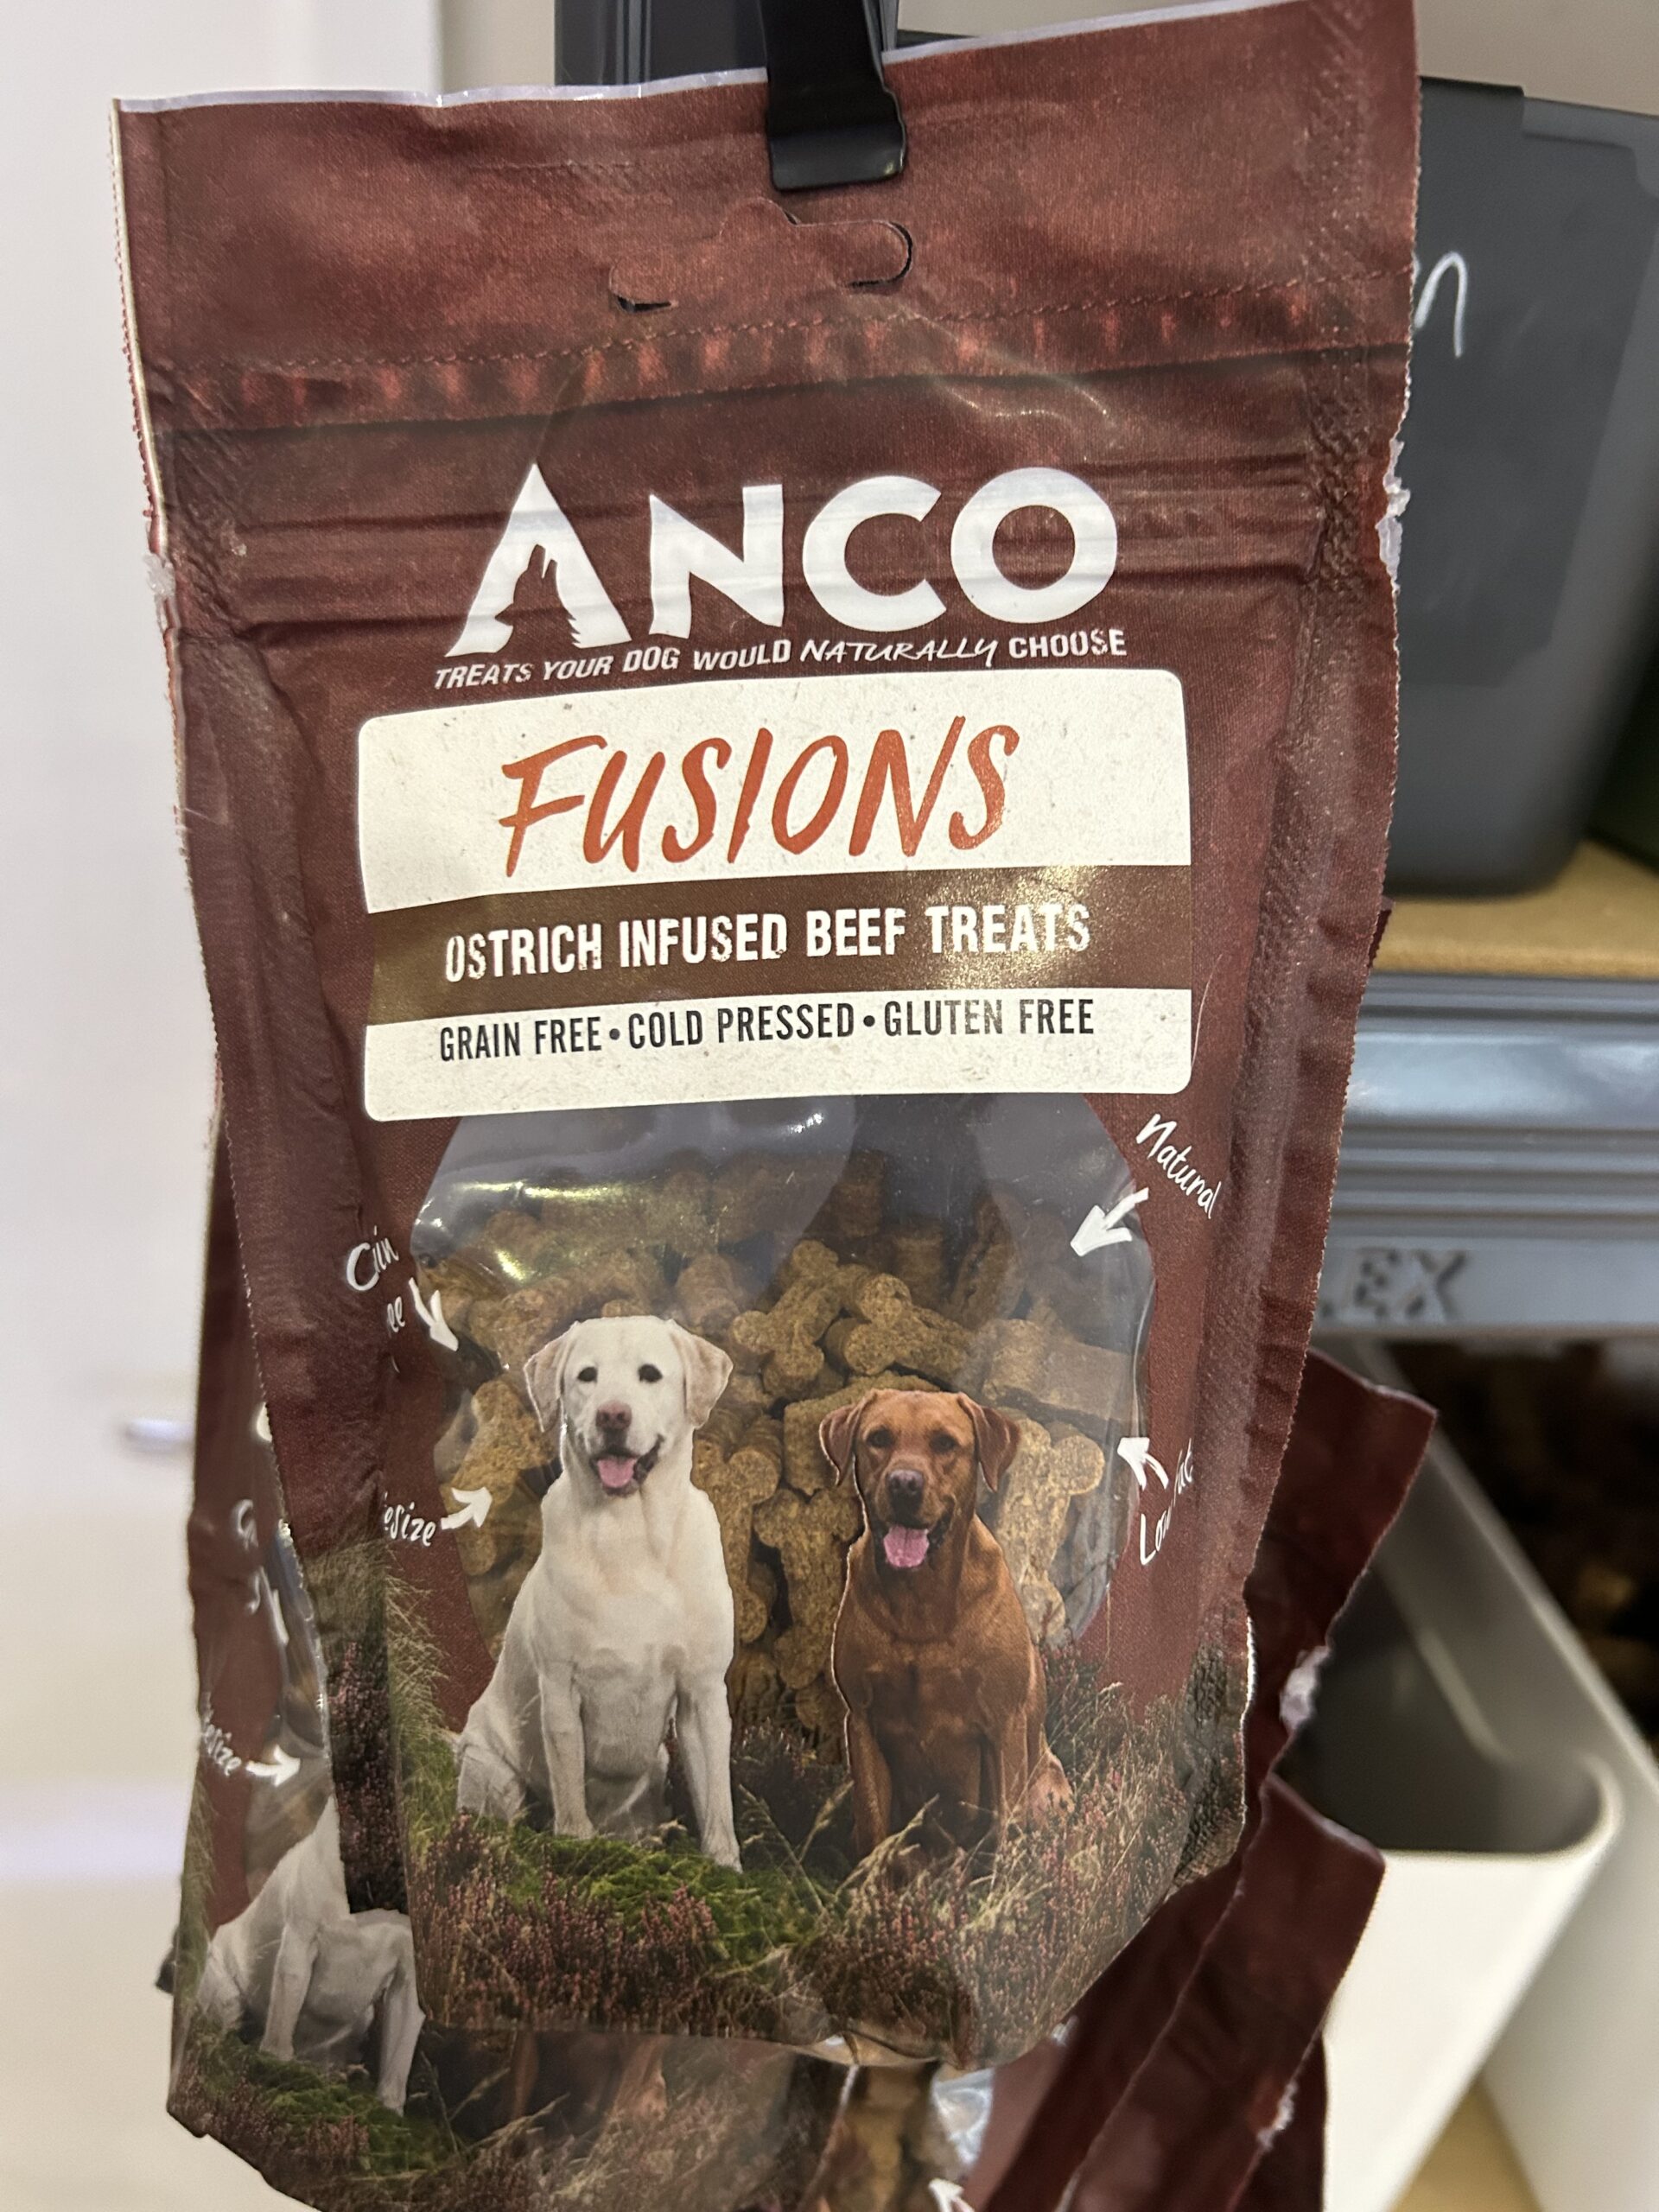 ANCO
TREATS YOUR DOG WOULD NATURALLY CHOOSE
FUSIONS
OSTRICH INFUSED BEEF TREATS
GRAIN FREE • COLD PRESSED • GLUTEN FREE
Natural